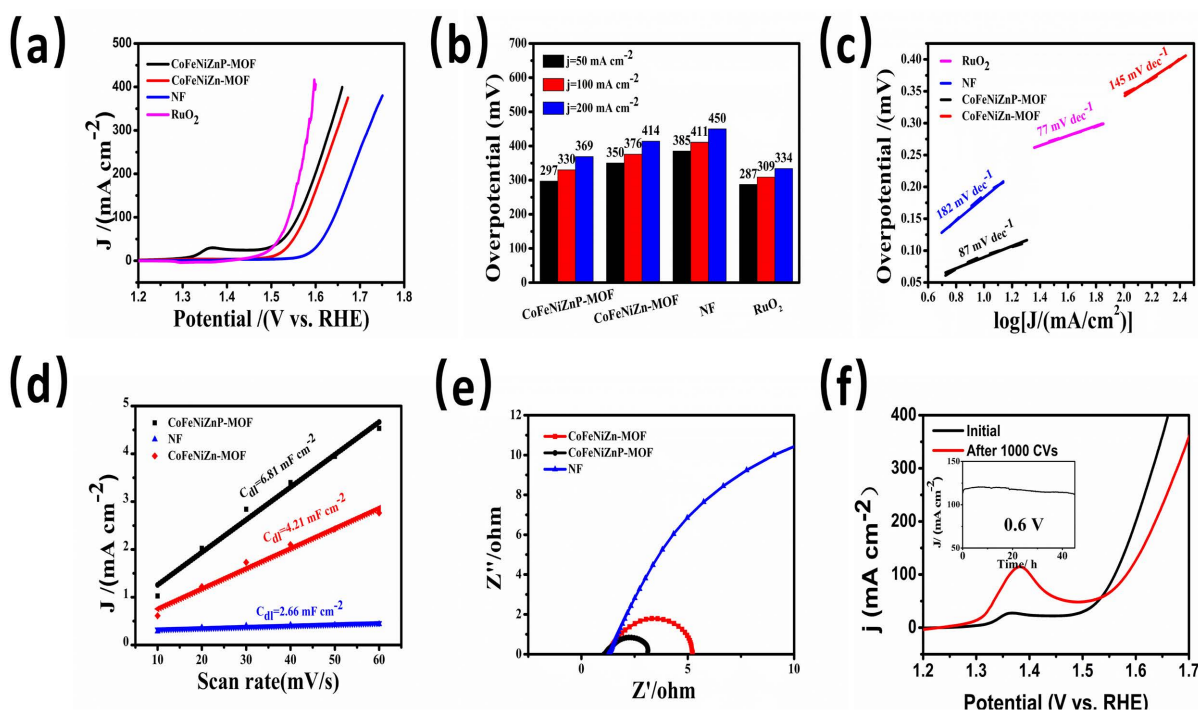 (a)
500
400
300
200
100
0
J /(mA cm⁻²)
CoFeNiZnP-MOF
CoFeNiZn-MOF
NF
RuO₂
1.2 1.3 1.4 1.5 1.6 1.7 1.8
Potential /(V vs. RHE)
(b)
700
600
500
400
300
200
100
0
Overpotential (mV)
j=50 mA cm⁻²
j=100 mA cm⁻²
j=200 mA cm⁻²
297 330 369
350 376 414
385 411 450
287 309 334
CoFeNiZnP-MOF CoFeNiZn-MOF NF RuO₂
(c)
0.40
0.35
0.30
0.25
0.20
0.15
0.10
0.05
Overpotential /(mV)
RuO₂
NF
CoFeNiZnP-MOF
CoFeNiZn-MOF
145 mV dec⁻¹
77 mV dec⁻¹
182 mV dec⁻¹
87 mV dec⁻¹
0.6 0.8 1.0 1.2 1.4 1.6 1.8 2.0 2.2 2.4
log[J/(mA/cm²)]
(d)
5
4
3
2
1
0
J /(mA cm⁻²)
CoFeNiZnP-MOF
NF
CoFeNiZn-MOF
Cdl=6.81 mF cm⁻²
Cdl=4.21 mF cm⁻²
Cdl=2.66 mF cm⁻²
10 20 30 40 50 60
Scan rate(mV/s)
(e)
12
10
8
6
4
2
0
Z''/ohm
CoFeNiZn-MOF
CoFeNiZnP-MOF
NF
0 5 10
Z'/ohm
(f)
400
350
300
250
200
150
100
50
0
j (mA cm⁻²)
Initial
After 1000 CVs
150
125
100
75
50
J/ (mA cm⁻²)
0.6 V
0 20 40
Time/ h
1.2 1.3 1.4 1.5 1.6 1.7
Potential (V vs. RHE)